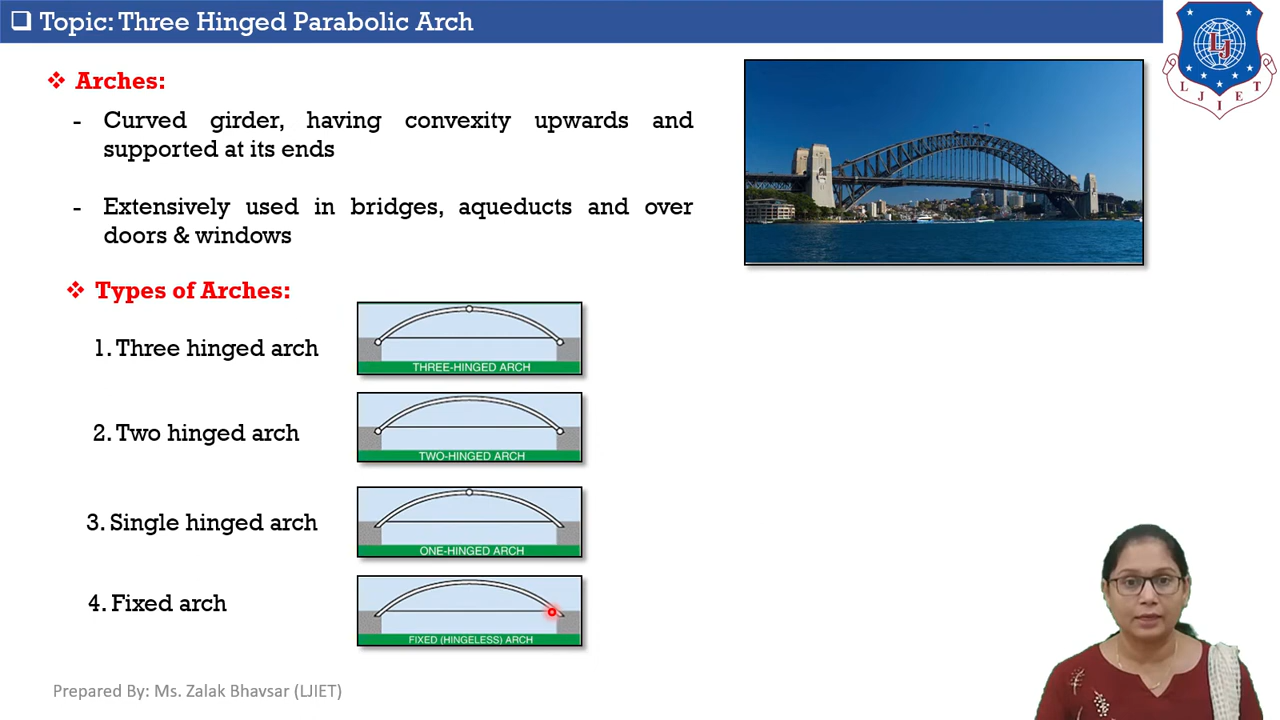 ❑ Topic: Three Hinged Parabolic Arch
L J I E T
❖ Arches:
- Curved girder, having convexity upwards and
supported at its ends
- Extensively used in bridges, aqueducts and over
doors & windows
❖ Types of Arches:
1. Three hinged arch
THREE-HINGED ARCH
2. Two hinged arch
TWO-HINGED ARCH
3. Single hinged arch
ONE-HINGED ARCH
4. Fixed arch
FIXED (HINGELESS) ARCH
Prepared By: Ms. Zalak Bhavsar (LJIET)